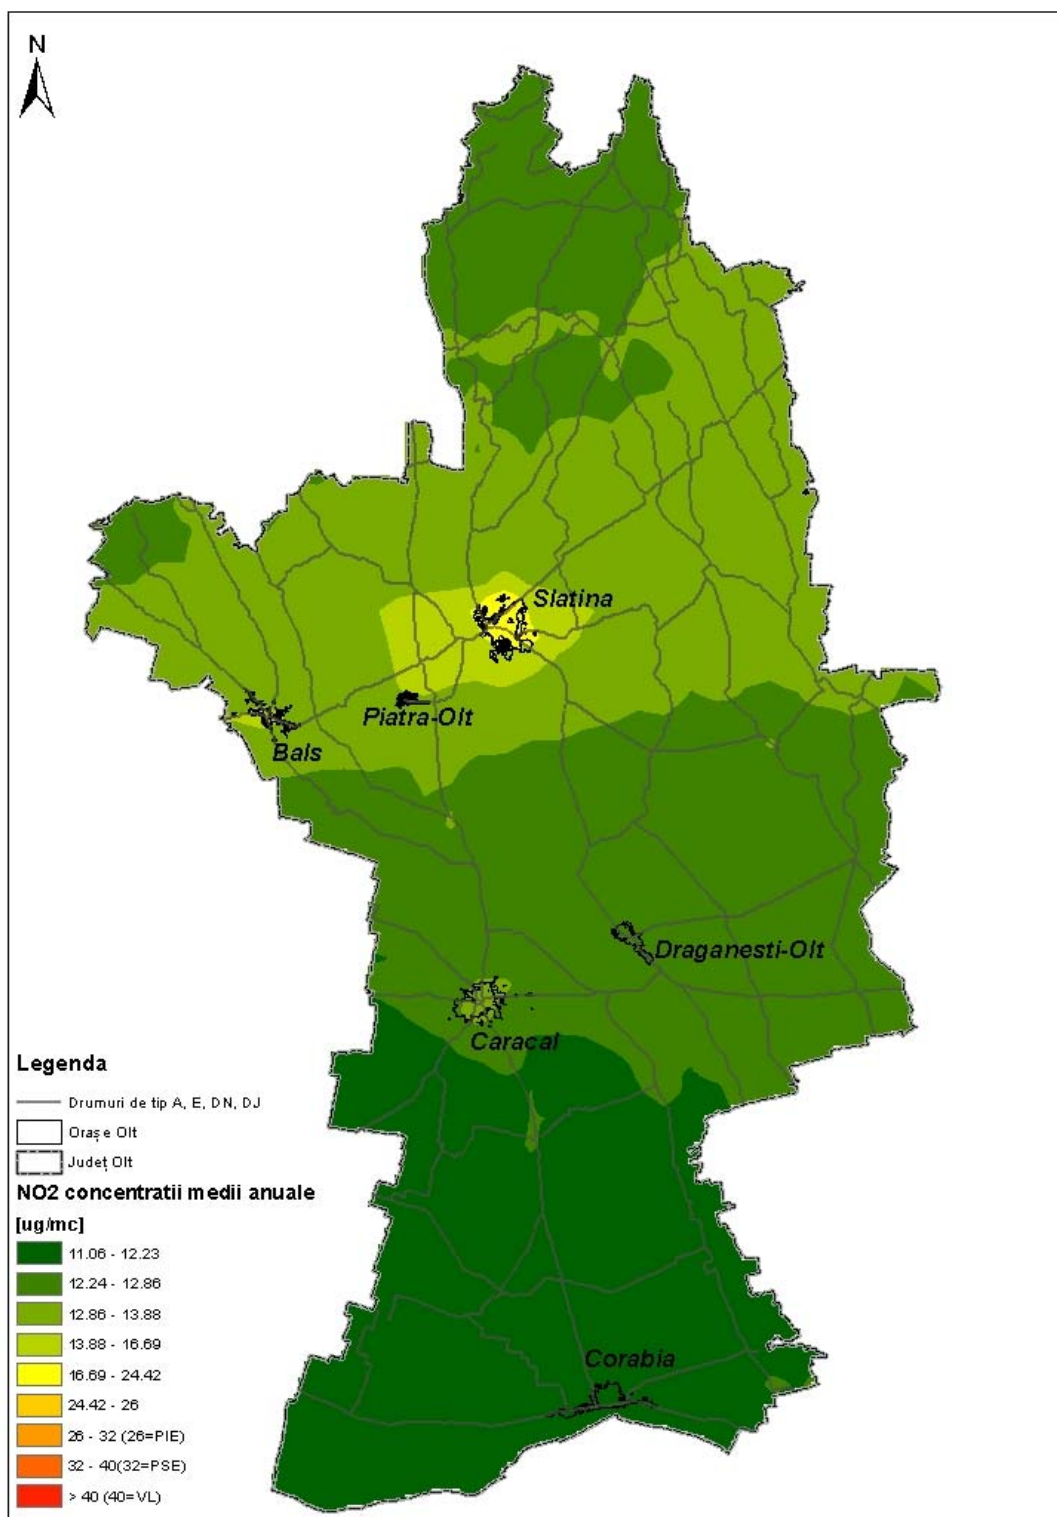 N
Slatina
Piatra-Olt
Bals
Draganesti-Olt
Caracal
Corabia
Legenda
Drumuri de tip A, E, DN, DJ
Orașe Olt
Județ Olt
NO2 concentratii medii anuale
[ug/mc]
11.06 - 12.23
12.24 - 12.86
12.86 - 13.88
13.88 - 16.69
16.69 - 24.42
24.42 - 26
26 - 32 (26=PIE)
32 - 40(32=PSE)
> 40 (40=VL)